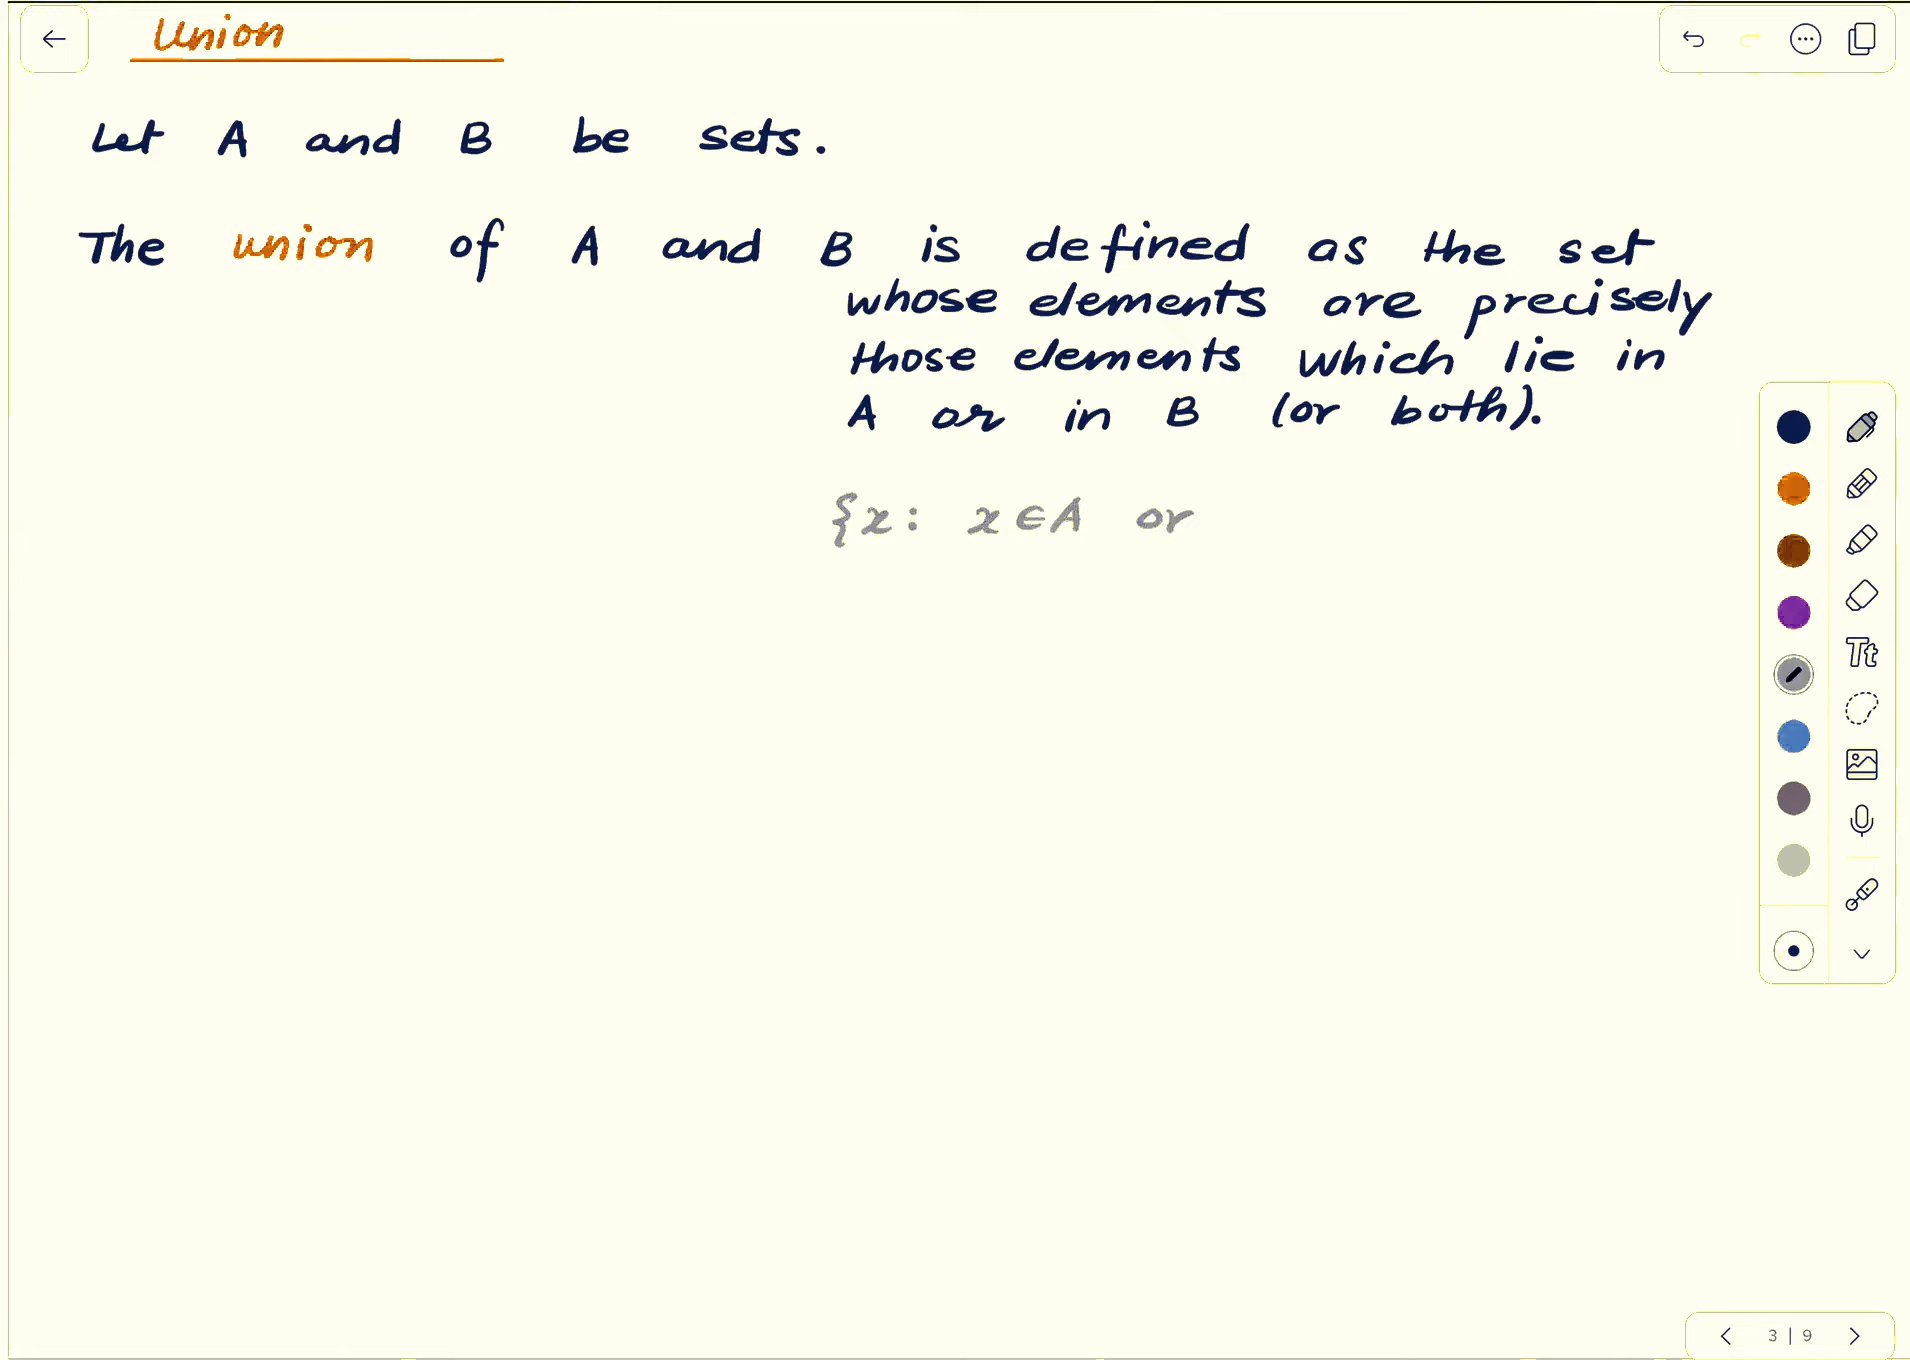 Union
Let A and B be sets.
The union of A and B is defined as the set
whose elements are precisely
those elements which lie in
A or in B (or both).
{x: x ∈ A or
Tt
3 | 9